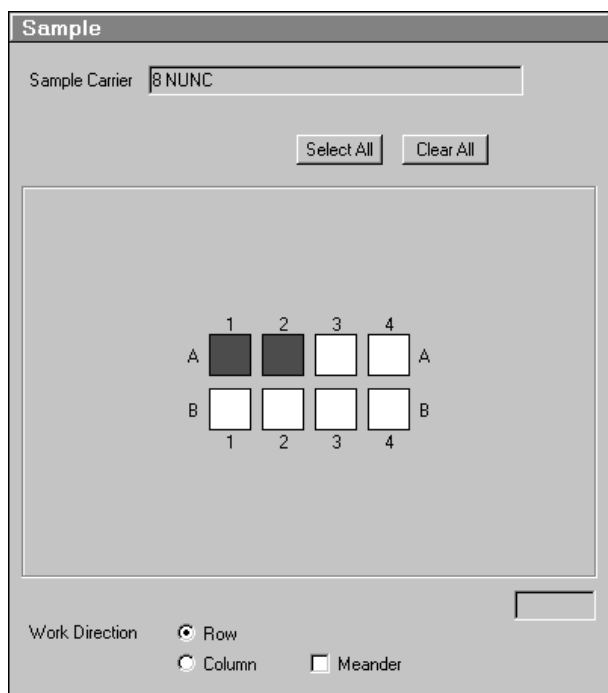 Sample
Sample Carrier 8 NUNC
Select All Clear All
1 2 3 4
A A
B B
1 2 3 4
Work Direction Row
Column Meander